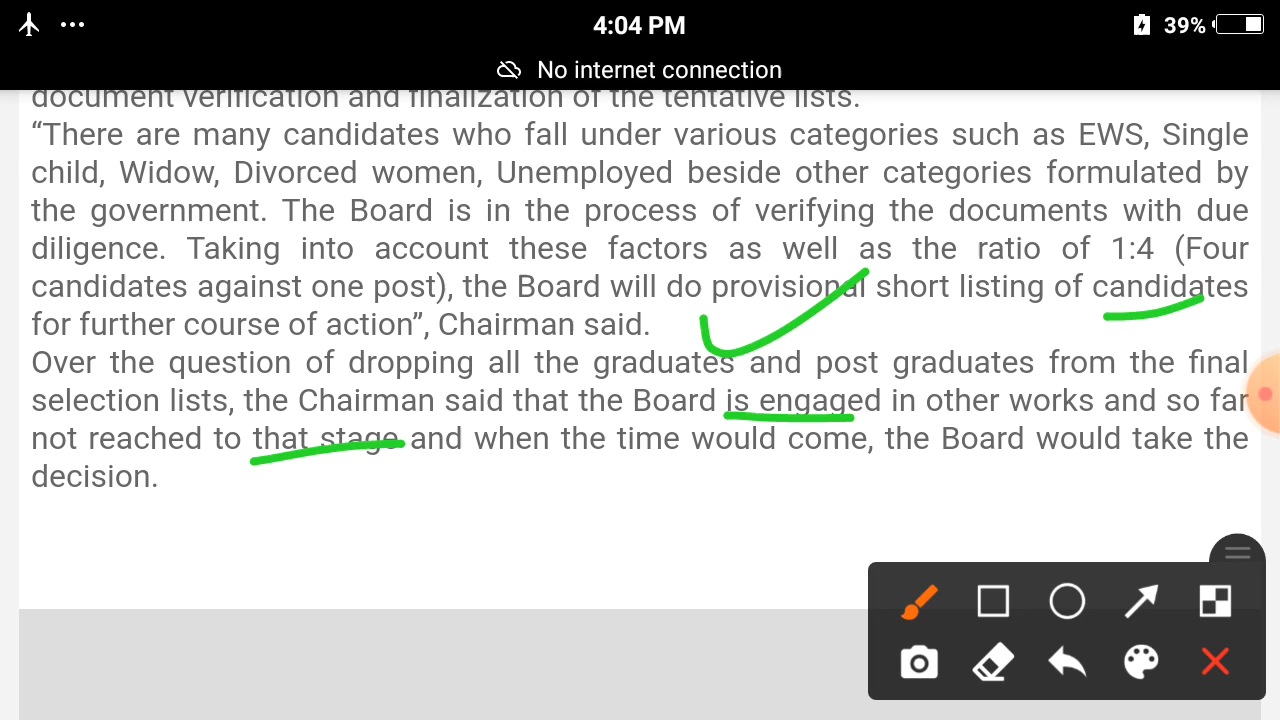 4:04 PM
39%
No internet connection
document verification and finalization of the tentative lists.
“There are many candidates who fall under various categories such as EWS, Single
child, Widow, Divorced women, Unemployed beside other categories formulated by
the government. The Board is in the process of verifying the documents with due
diligence. Taking into account these factors as well as the ratio of 1:4 (Four
candidates against one post), the Board will do provisional short listing of candidates
for further course of action”, Chairman said.
Over the question of dropping all the graduates and post graduates from the final
selection lists, the Chairman said that the Board is engaged in other works and so far
not reached to that stage and when the time would come, the Board would take the
decision.